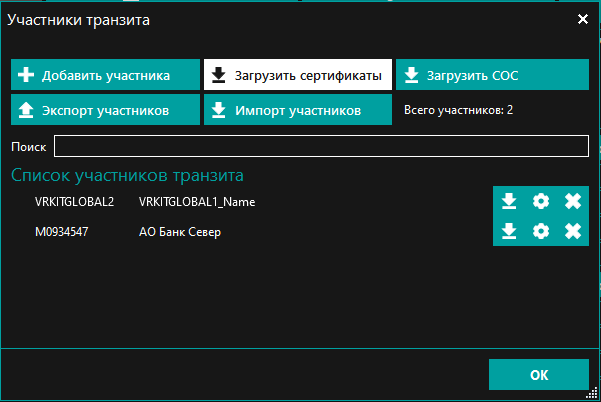 Участники транзита
Добавить участника
Загрузить сертификаты
Загрузить СОС
Экспорт участников
Импорт участников
Всего участников: 2
Поиск
Список участников транзита
VRKITGLOBAL2 VRKITGLOBAL1_Name
M0934547 АО Банк Север
ОК